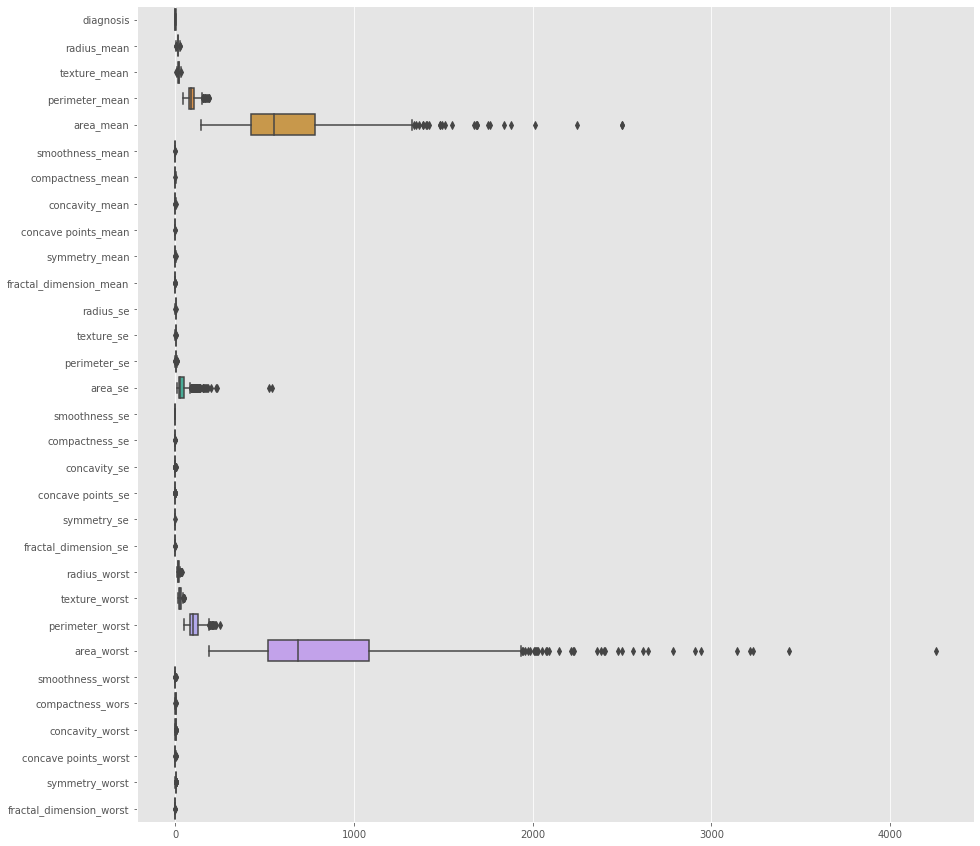 diagnosis
radius_mean
texture_mean
perimeter_mean
area_mean
smoothness_mean
compactness_mean
concavity_mean
concave points_mean
symmetry_mean
fractal_dimension_mean
radius_se
texture_se
perimeter_se
area_se
smoothness_se
compactness_se
concavity_se
concave points_se
symmetry_se
fractal_dimension_se
radius_worst
texture_worst
perimeter_worst
area_worst
smoothness_worst
compactness_wors
concavity_worst
concave points_worst
symmetry_worst
fractal_dimension_worst
0 1000 2000 3000 4000